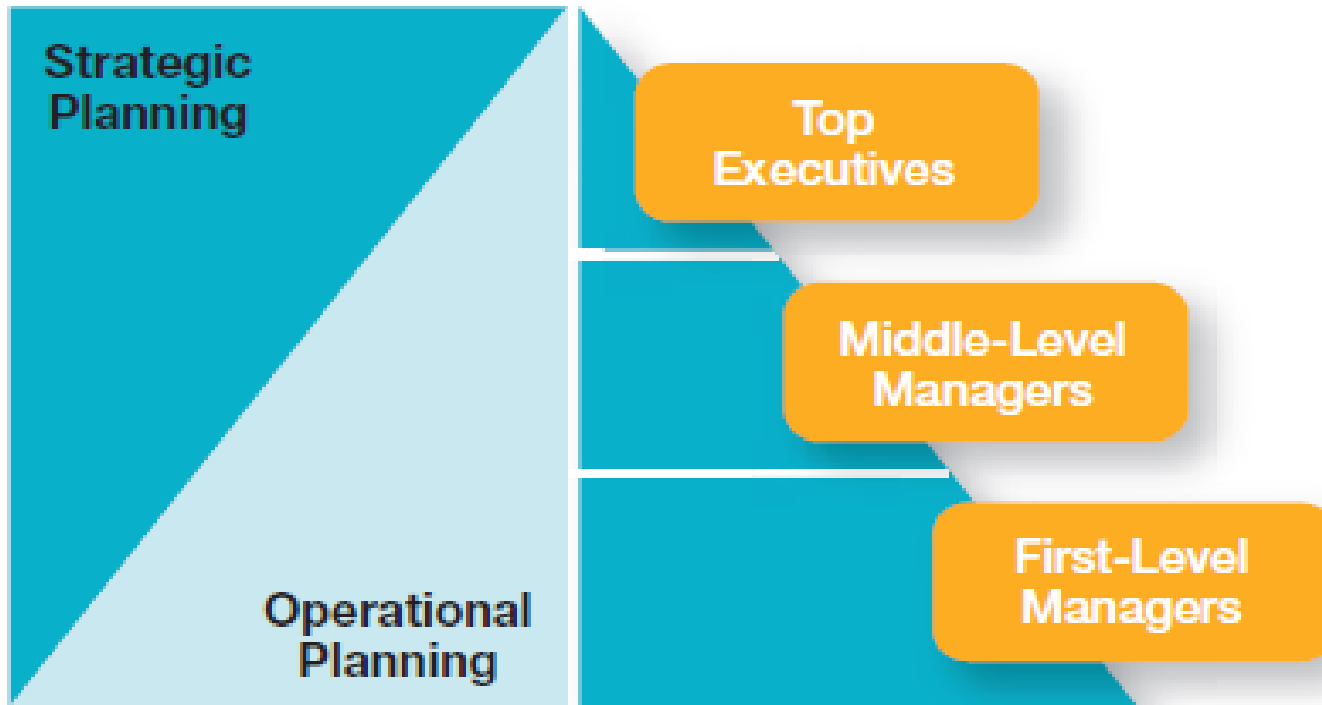 Strategic
Planning
Top
Executives
Middle-Level
Managers
First-Level
Managers
Operational
Planning